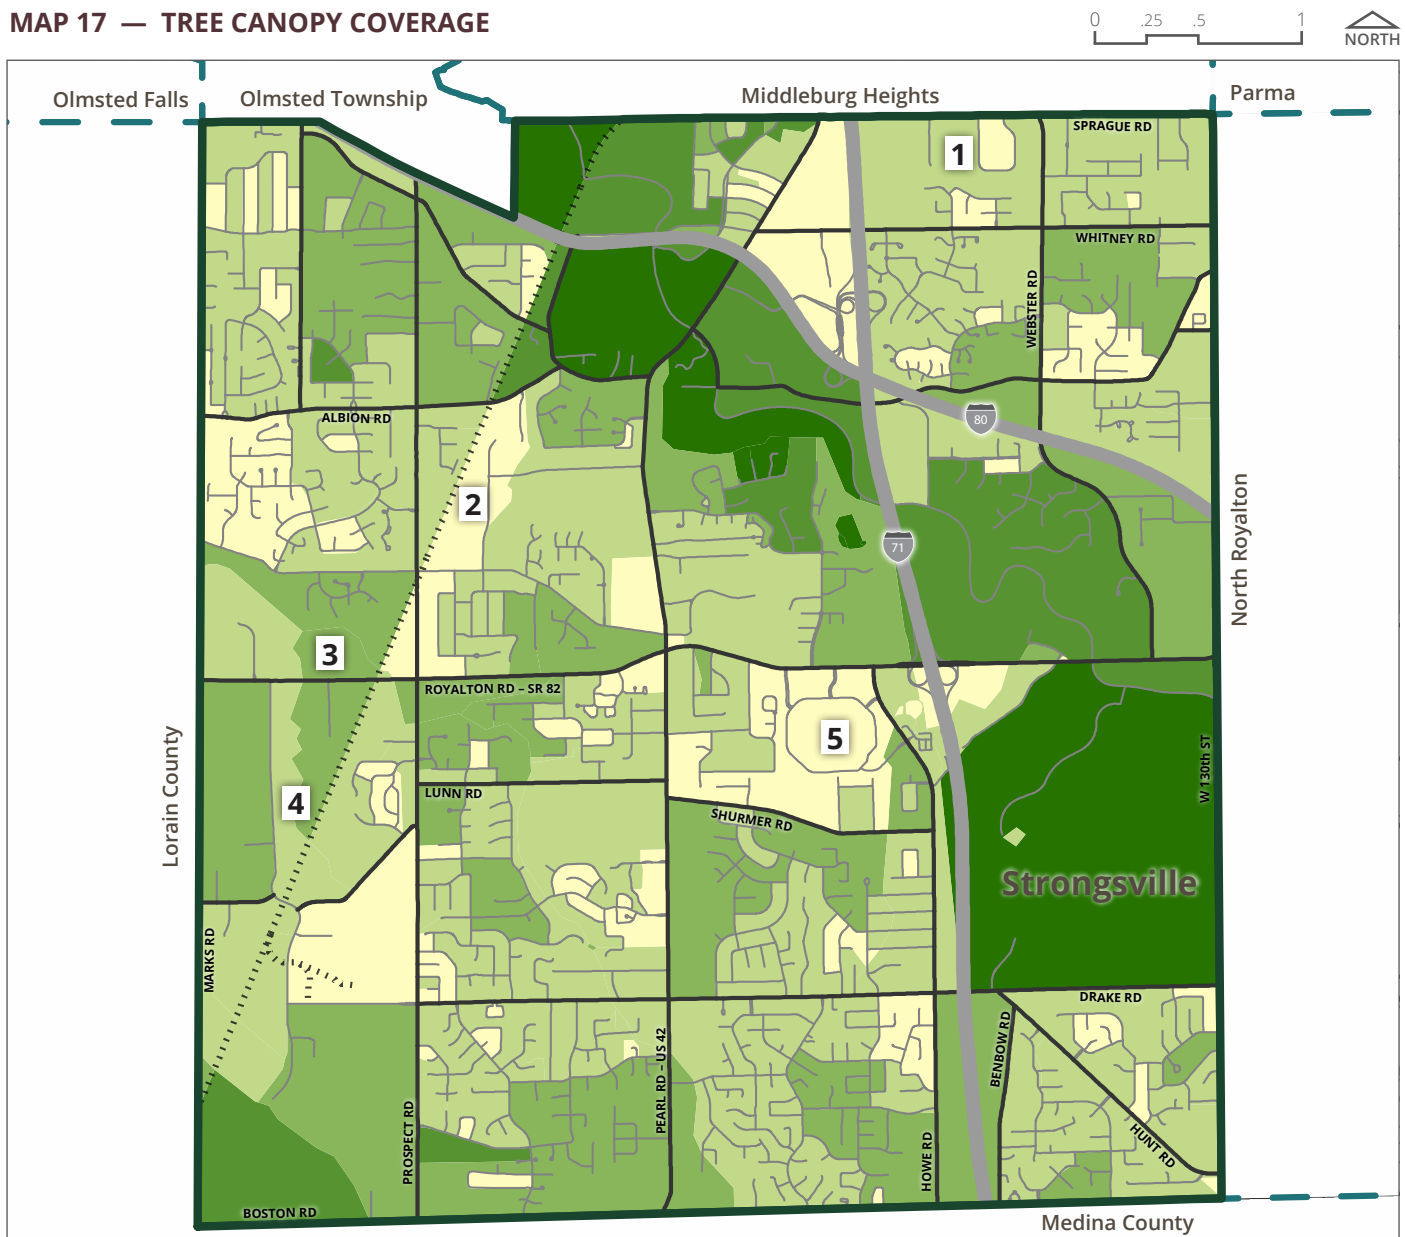 MAP 17 — TREE CANOPY COVERAGE
0 .25 .5 1
NORTH
Olmsted Falls
Olmsted Township
Middleburg Heights
Parma
SPRAGUE RD
1
WHITNEY RD
WEBSTER RD
ALBION RD
80
2
71
North Royalton
3
ROYALTON RD – SR 82
Lorain County
5
W 130th ST
4
LUNN RD
SHURMER RD
Strongsville
MARKS RD
DRAKE RD
BENBOW RD
PEARL RD – US 42
PROSPECT RD
HOWE RD
HUNT RD
BOSTON RD
Medina County